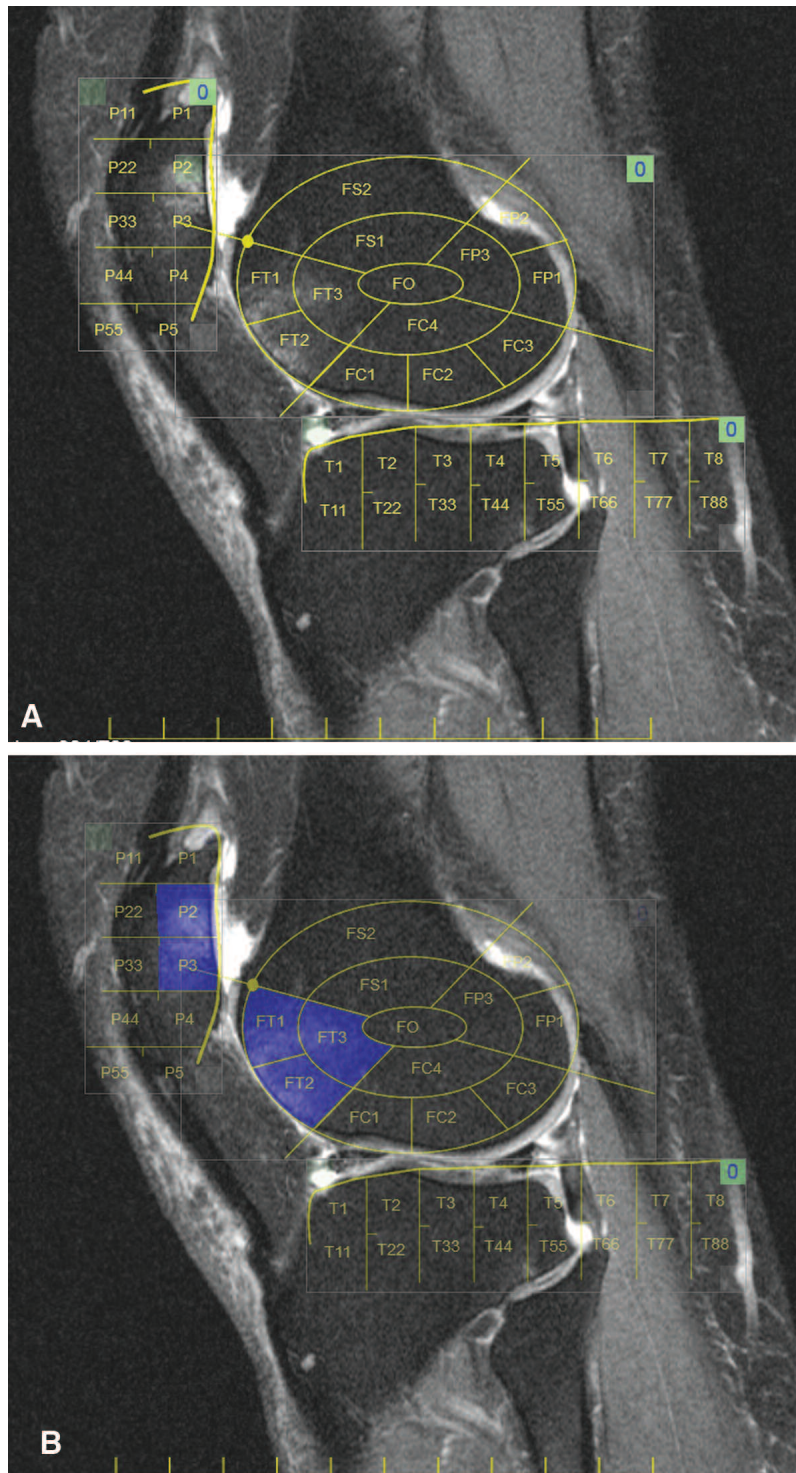 0
P11 P1
0
P22 P2
FS2
FP2
P33 P3
FS1
FP3
P44 P4
FT1
FT3
FO
FP1
P55 P5
FT2
FC4
FC3
FC1 FC2
0
T1 T2 T3 T4 T5 T6 T7 T8
T11 T22 T33 T44 T55 T66 T77 T88
A
P11 P1
P22 P2
FS2
P33 P3
FS1
FP3
P44 P4
FT1
FT3
FO
FP1
P55 P5
FT2
FC4
FC3
FC1 FC2
0
T1 T2 T3 T4 T5 T6 T7 T8
T11 T22 T33 T44 T55 T66 T77 T88
B